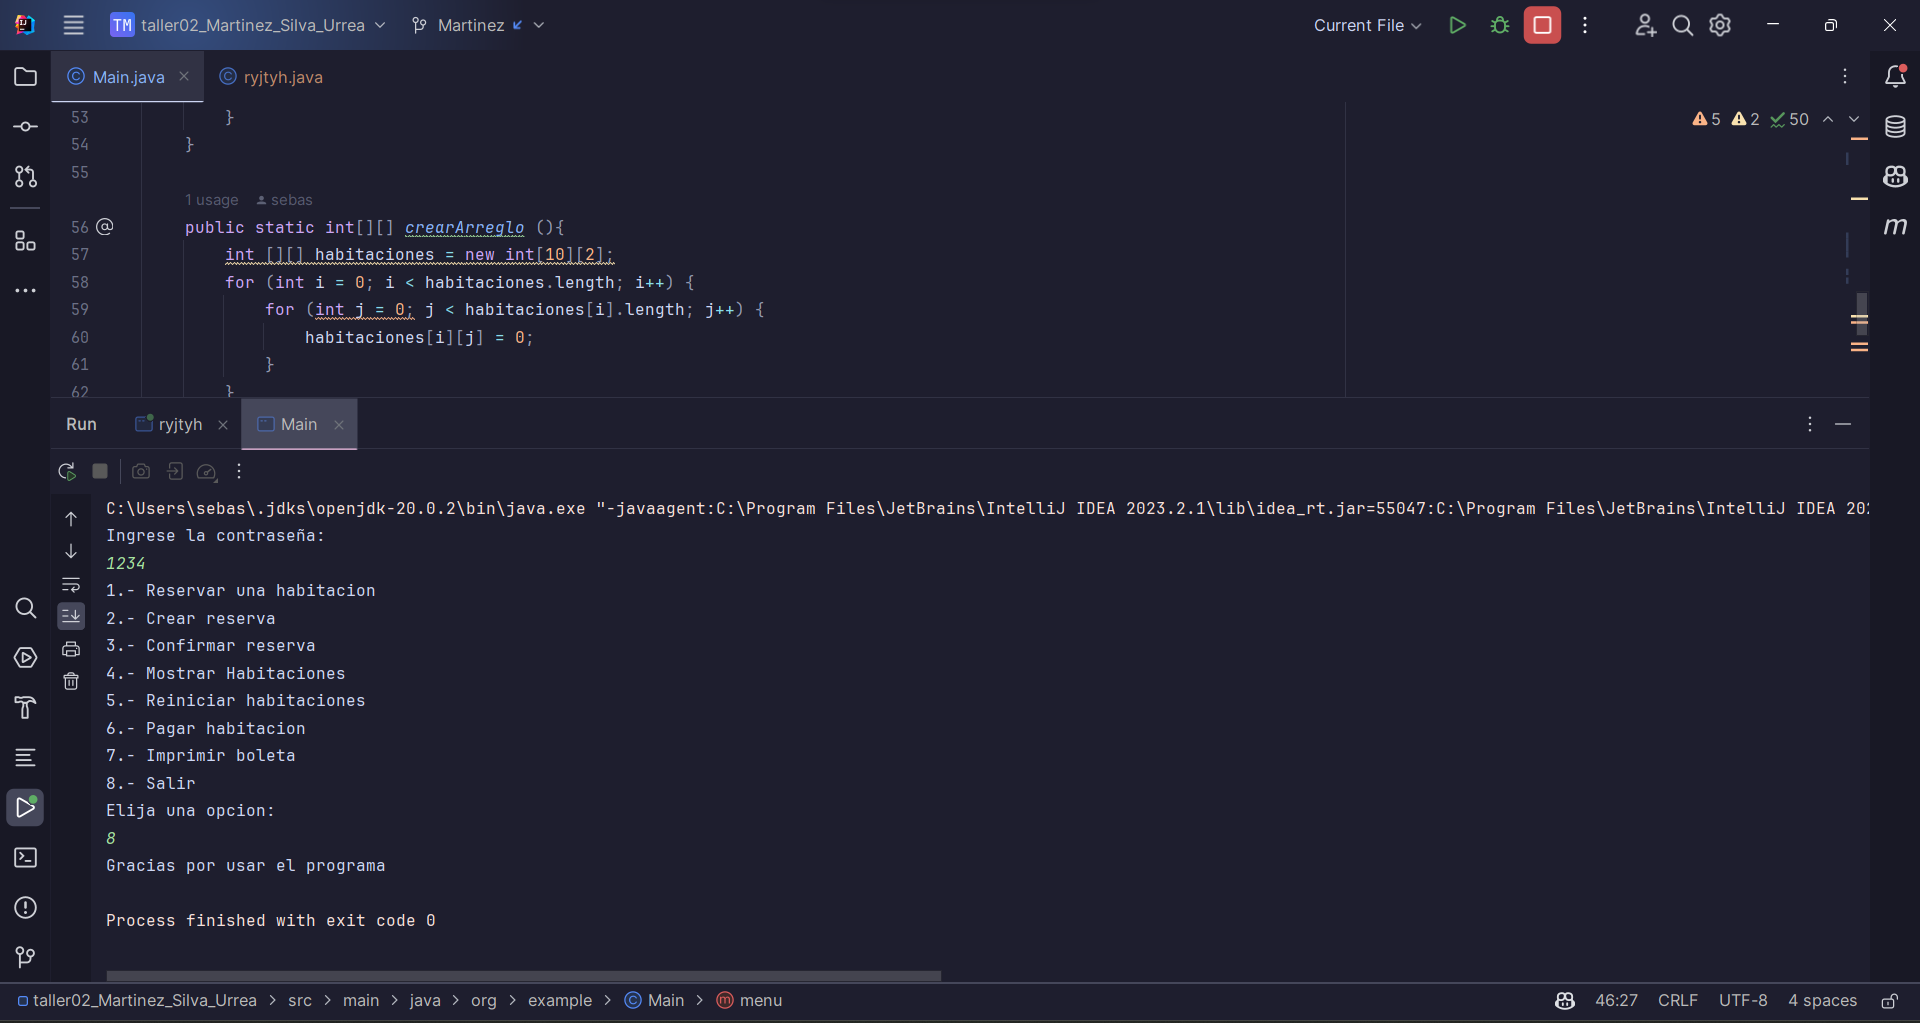 TM taller02_Martinez_Silva_Urrea Martinez Current File
Main.java ryjtyh.java
53 }
5 2 50
54 }
55
1 usage sebas
56 public static int[][] crearArreglo (){
57 int [][] habitaciones = new int[10][2];
58 for (int i = 0; i < habitaciones.length; i++) {
59 for (int j = 0; j < habitaciones[i].length; j++) {
60 habitaciones[i][j] = 0;
61 }
62 }
Run ryjtyh Main
C:\Users\sebas\.jdks\openjdk-20.0.2\bin\java.exe "-javaagent:C:\Program Files\JetBrains\IntelliJ IDEA 2023.2.1\lib\idea_rt.jar=55047:C:\Program Files\JetBrains\IntelliJ IDEA 202
Ingrese la contraseña:
1234
1.- Reservar una habitacion
2.- Crear reserva
3.- Confirmar reserva
4.- Mostrar Habitaciones
5.- Reiniciar habitaciones
6.- Pagar habitacion
7.- Imprimir boleta
8.- Salir
Elija una opcion:
8
Gracias por usar el programa
Process finished with exit code 0
taller02_Martinez_Silva_Urrea > src > main > java > org > example > Main > menu 46:27 CRLF UTF-8 4 spaces